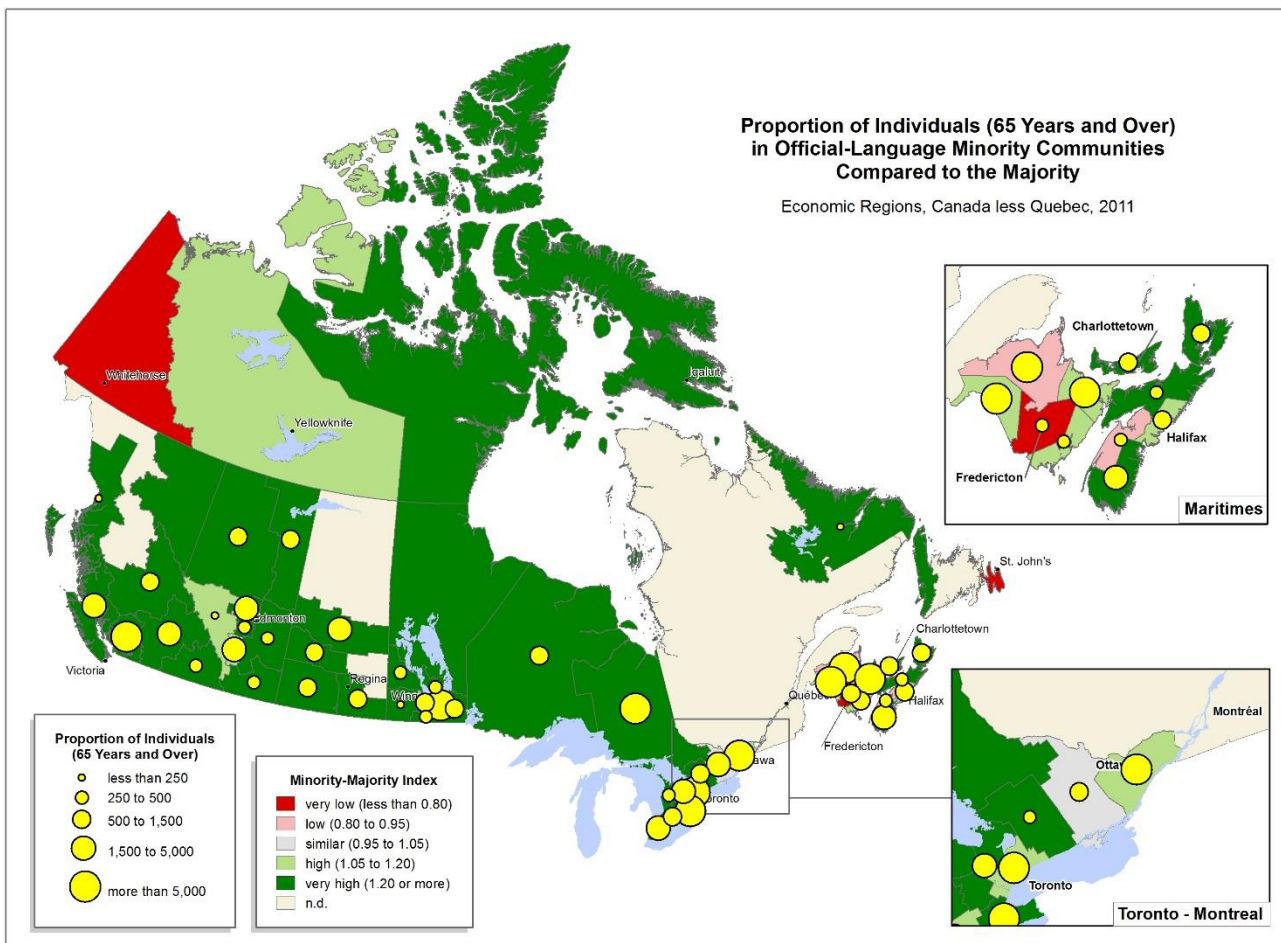 Proportion of Individuals (65 Years and Over)
in Official-Language Minority Communities
Compared to the Majority
Economic Regions, Canada less Quebec, 2011
Whitehorse
Yellowknife
Iqaluit
St. John's
Charlottetown
Halifax
Fredericton
Québec
Victoria
Edmonton
Regina
Winn
awa
oronto
Charlottetown
Halifax
Fredericton
Maritimes
Montréal
Otta
Toronto
Toronto - Montreal
Proportion of Individuals
(65 Years and Over)
less than 250
250 to 500
500 to 1,500
1,500 to 5,000
more than 5,000
Minority-Majority Index
very low (less than 0.80)
low (0.80 to 0.95)
similar (0.95 to 1.05)
high (1.05 to 1.20)
very high (1.20 or more)
n.d.